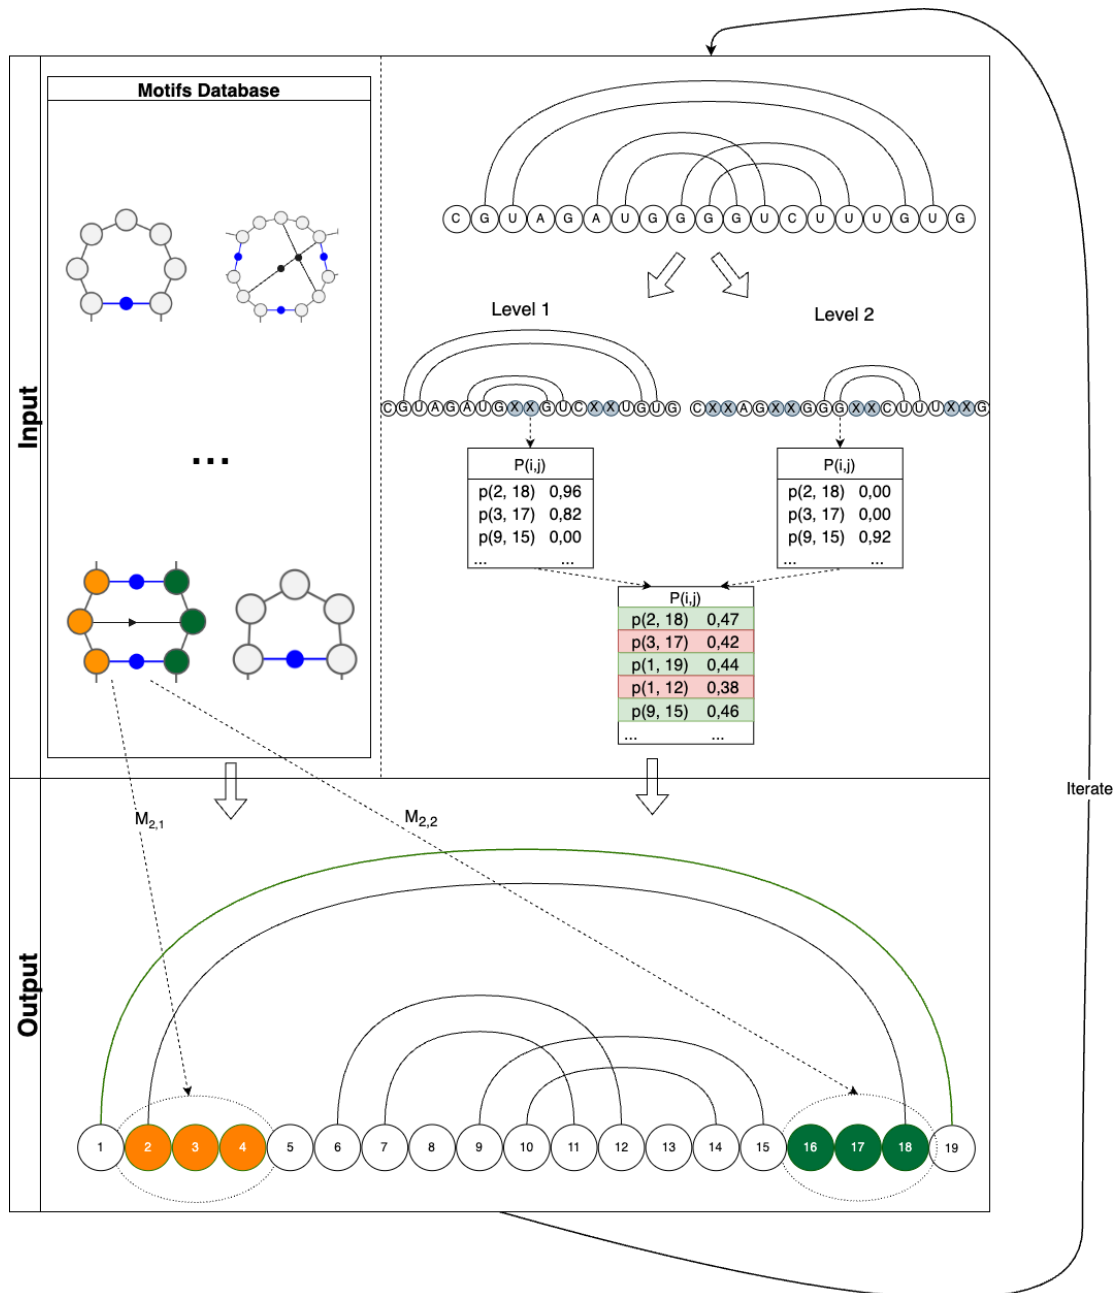 Motifs Database
Input
...
C G U A G A U G G G G U C U U U G U G
Level 1
Level 2
C G U A G A U G X X G U C X X U G U G
C X X A G X X G G G X X C U U U X X G
P(i,j)
p(2, 18) 0,96
p(3, 17) 0,82
p(9, 15) 0,00
... ...
P(i,j)
p(2, 18) 0,00
p(3, 17) 0,00
p(9, 15) 0,92
... ...
P(i,j)
p(2, 18) 0,47
p(3, 17) 0,42
p(1, 19) 0,44
p(1, 12) 0,38
p(9, 15) 0,46
... ...
Iterate
Output
M2,1
M2,2
1 2 3 4 5 6 7 8 9 10 11 12 13 14 15 16 17 18 19